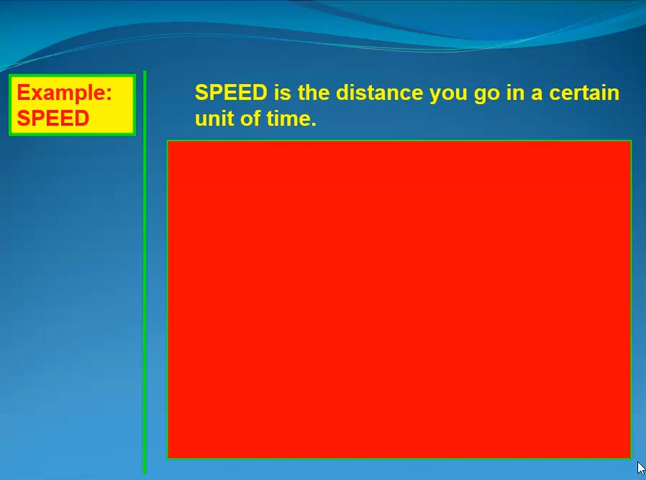 Example:
SPEED
SPEED is the distance you go in a certain
unit of time.